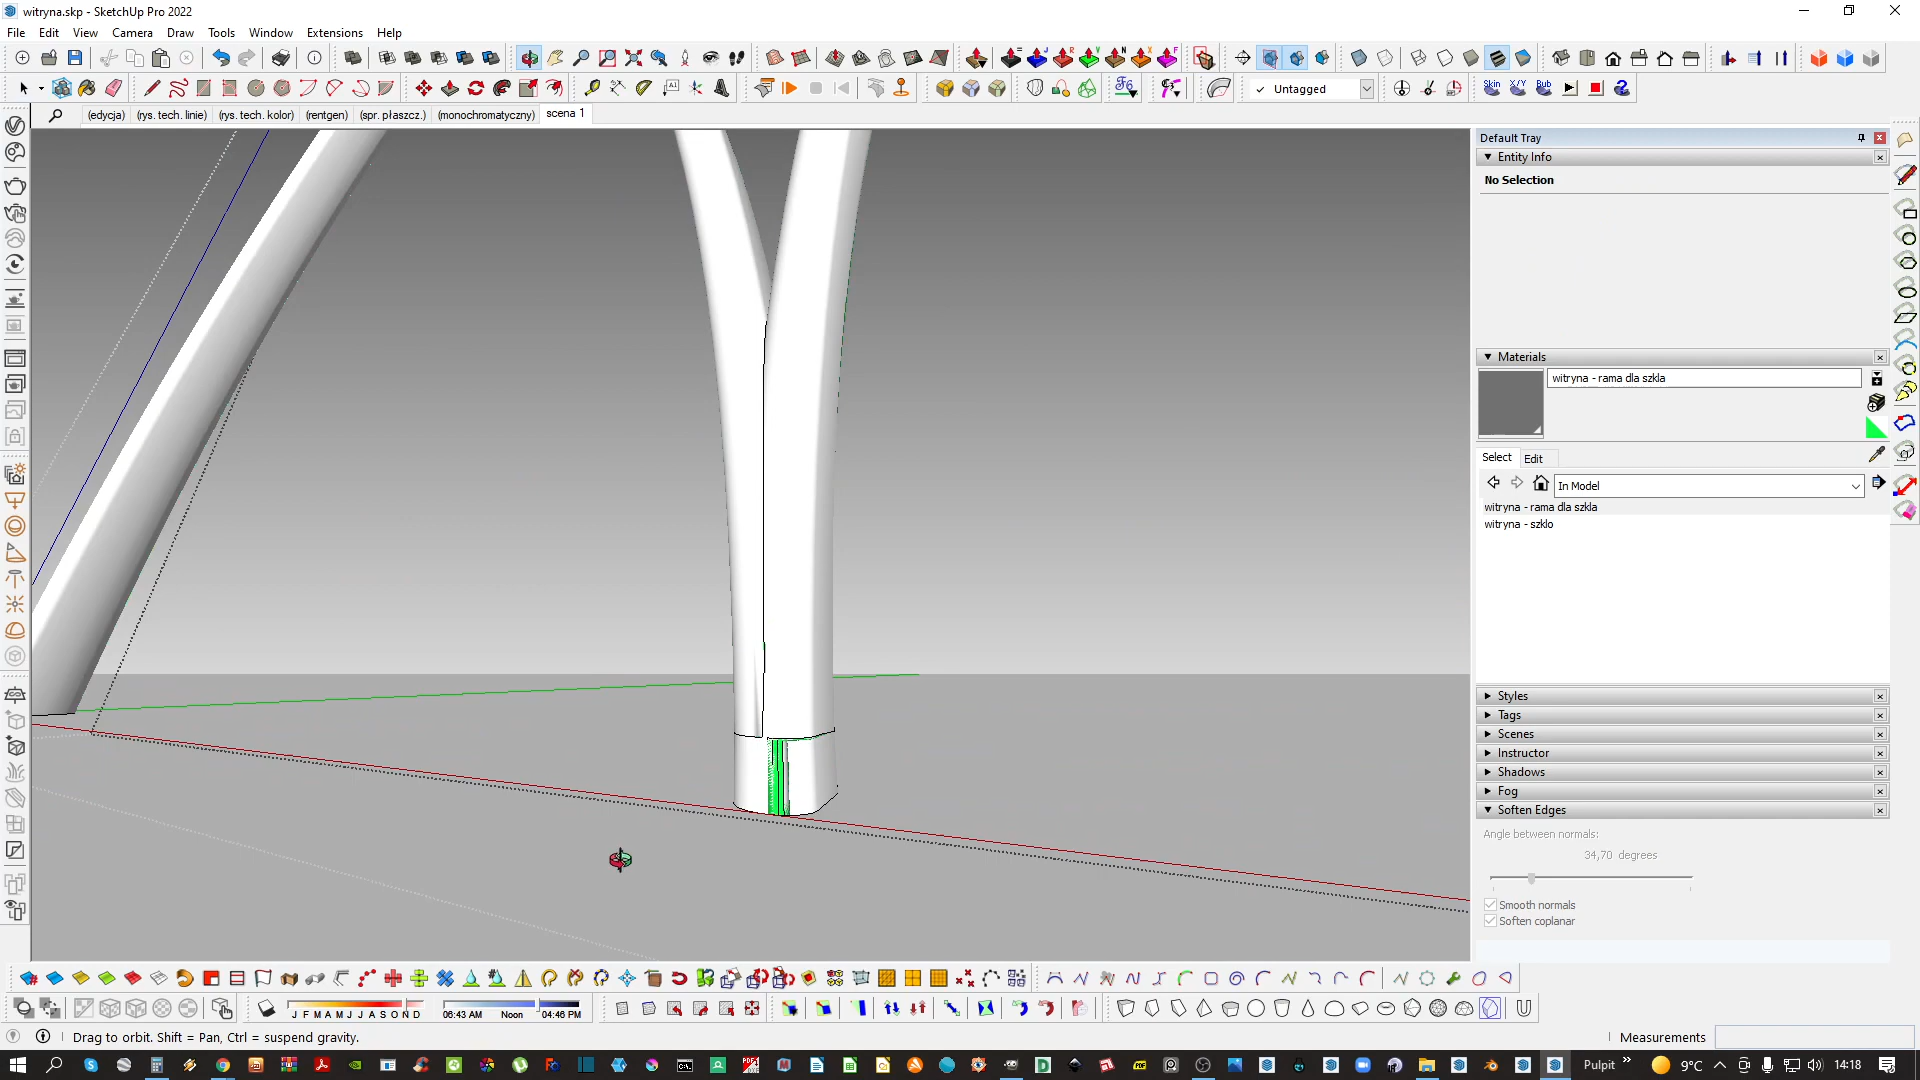 witryna.skp - SketchUp Pro 2022
File Edit View Camera Draw Tools Window Extensions Help
Untagged
Skin X/Y Bub
(edycja) (rys. tech. linie) (rys. tech. kolor) (rentgen) (spr. płaszcz.) (monochromatyczny) scena 1
Default Tray
Entity Info
No Selection
Materials
witryna - rama dla szkla
Select Edit
In Model
witryna - rama dla szkla
witryna - szklo
Styles
Tags
Scenes
Instructor
Shadows
Fog
Soften Edges
Angle between normals:
34,70 degrees
Smooth normals
Soften coplanar
J F M A M J J A S O N D
06:43 AM Noon 04:46 PM
Drag to orbit. Shift = Pan, Ctrl = suspend gravity.
Measurements
Pulpit
9°C
14:18